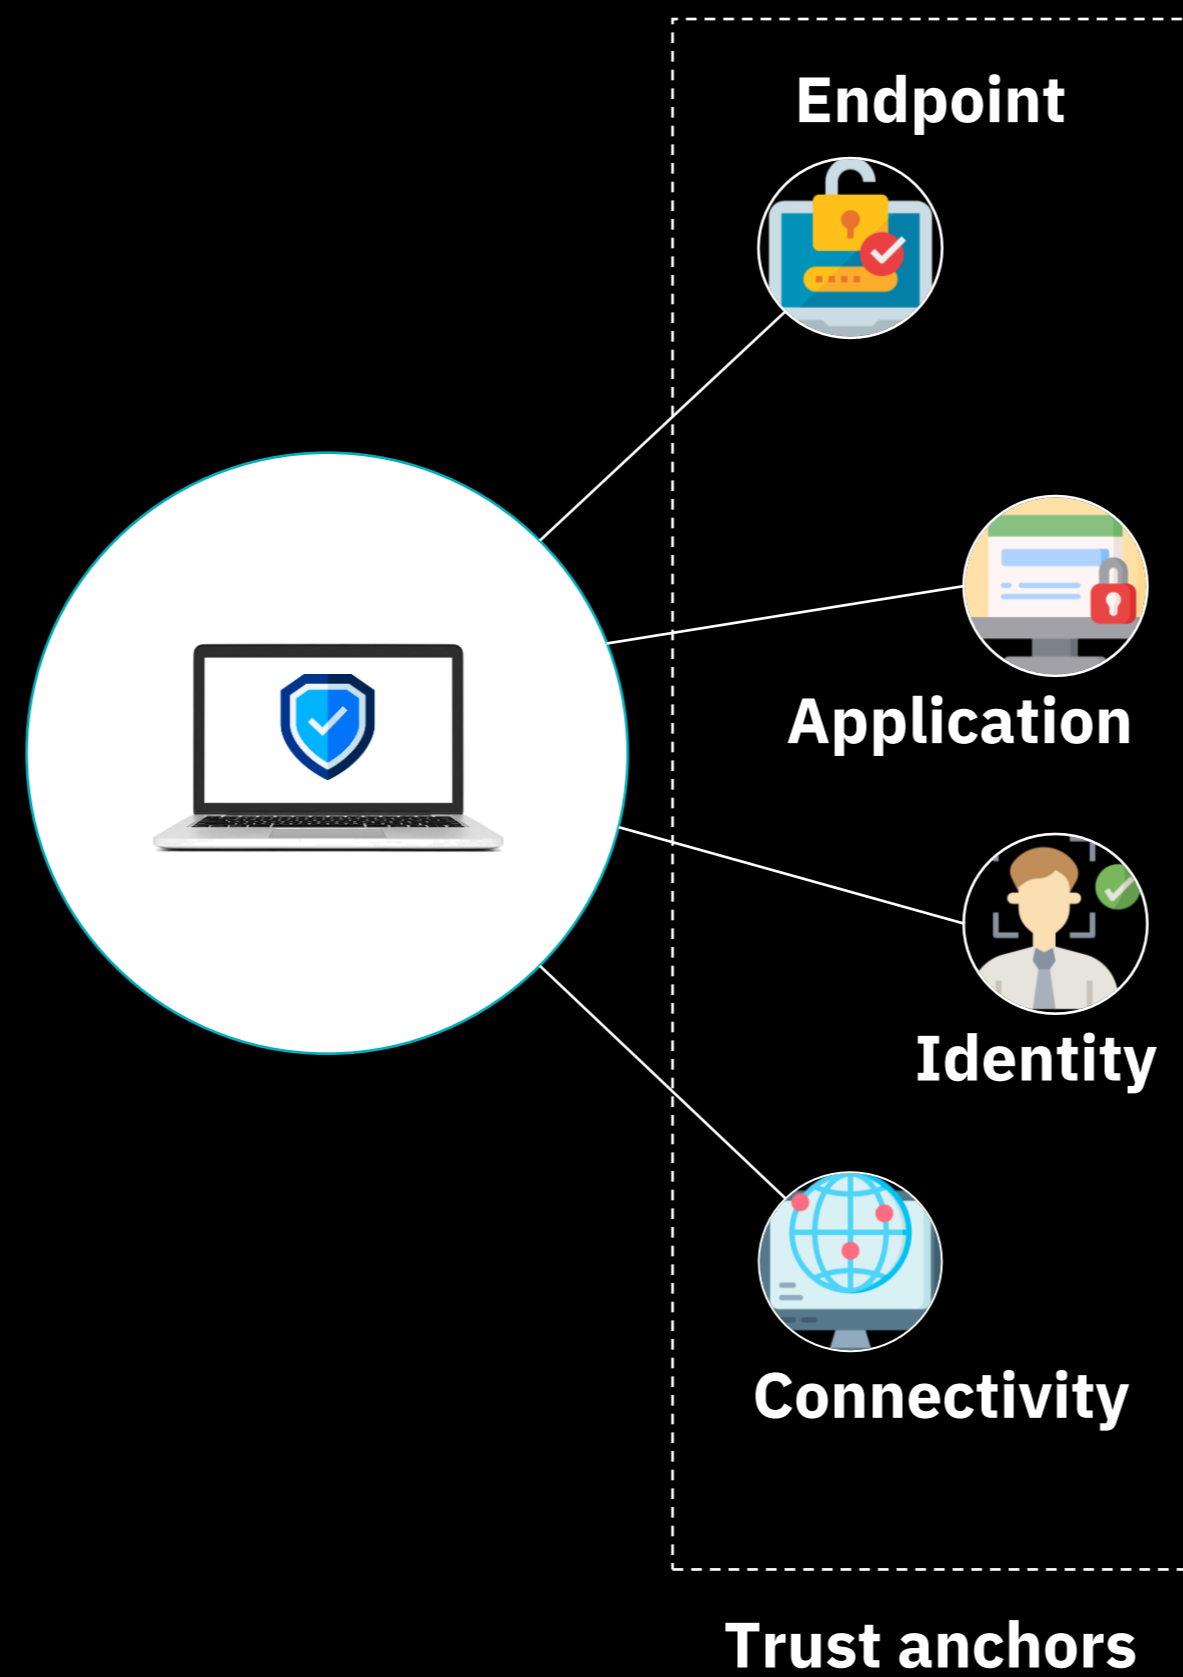 Endpoint
Application
Identity
Connectivity
Trust anchors